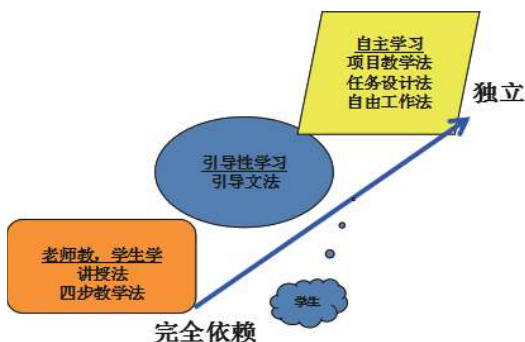 自主学习
项目教学法
任务设计法
自由工作法
独立
引导性学习
引导文法
老师教，学生学
讲授法
四步教学法
学生
完全依赖